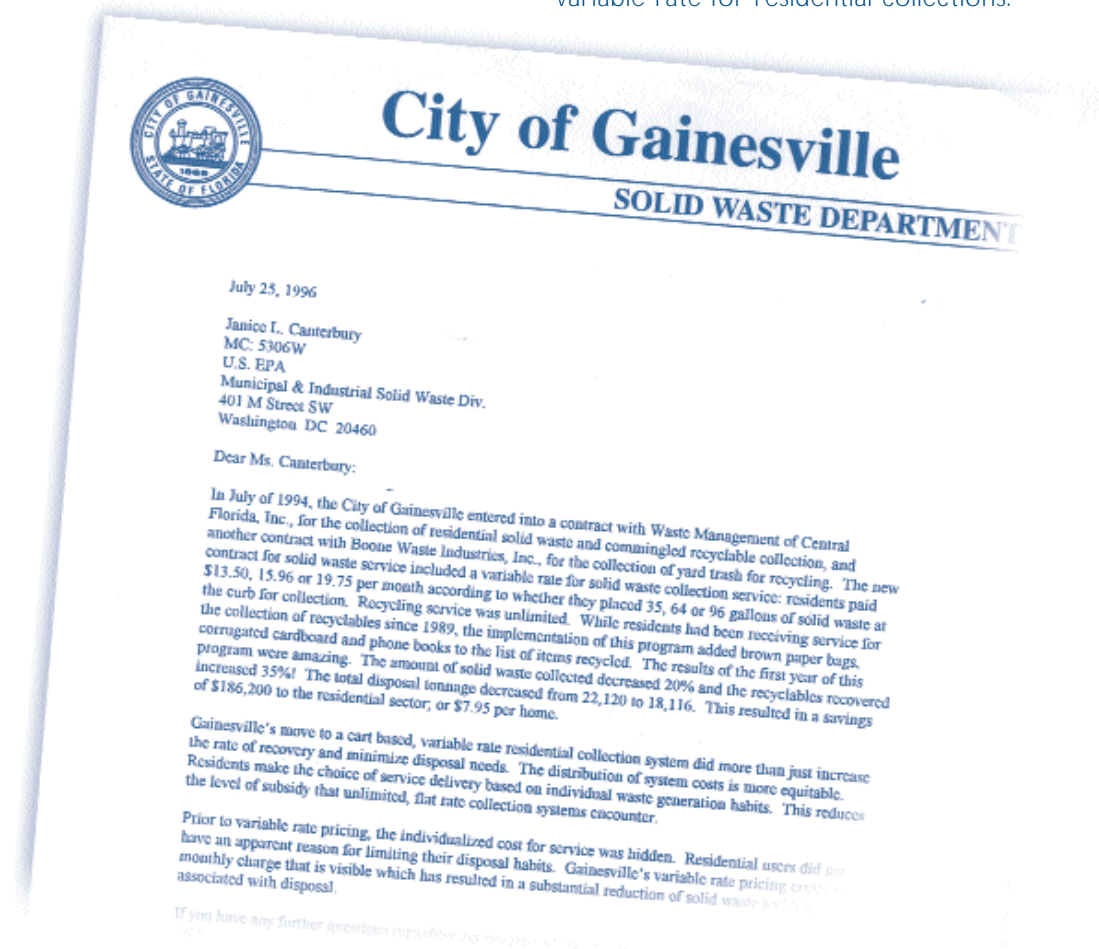 variable rate for residential collections.
CITY OF GAINESVILLE
1869
STATE OF FLORIDA
City of Gainesville
SOLID WASTE DEPARTMENT
July 25, 1996
Janice L. Canterbury
MC: 5306W
U.S. EPA
Municipal & Industrial Solid Waste Div.
401 M Street SW
Washington DC 20460
Dear Ms. Canterbury:
In July of 1994, the City of Gainesville entered into a contract with Waste Management of Central
Florida, Inc., for the collection of residential solid waste and commingled recyclable collection, and
another contract with Boone Waste Industries, Inc., for the collection of yard trash for recycling. The new
contract for solid waste service included a variable rate for solid waste collection service: residents paid
$13.50, 15.96 or 19.75 per month according to whether they placed 35, 64 or 96 gallons of solid waste at
the curb for collection. Recycling service was unlimited. While residents had been receiving service for
the collection of recyclables since 1989, the implementation of this program added brown paper bags,
corrugated cardboard and phone books to the list of items recycled. The results of the first year of this
program were amazing. The amount of solid waste collected decreased 20% and the recyclables recovered
increased 35%! The total disposal tonnage decreased from 22,120 to 18,116. This resulted in a savings
of $186,200 to the residential sector; or $7.95 per home.
Gainesville's move to a cart based, variable rate residential collection system did more than just increase
the rate of recovery and minimize disposal needs. The distribution of system costs is more equitable.
Residents make the choice of service delivery based on individual waste generation habits. This reduces
the level of subsidy that unlimited, flat rate collection systems encounter.
Prior to variable rate pricing, the individualized cost for service was hidden. Residential users did
have an apparent reason for limiting their disposal habits. Gainesville's variable rate pricing
monthly charge that is visible which has resulted in a substantial reduction of solid waste
associated with disposal.
If you have any further questions regarding